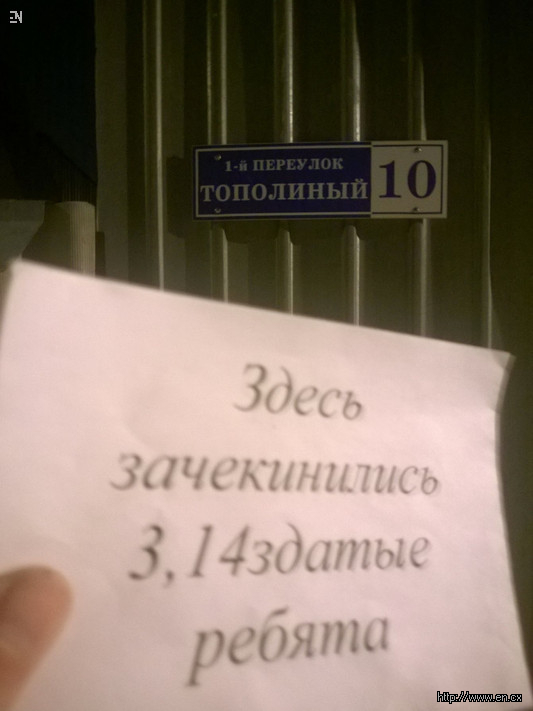 EN
1-й ПЕРЕУЛОК
ТОПОЛИНЫЙ 10
Здесь
зачекинились
3,14здатые
ребята
http://www.en.cx